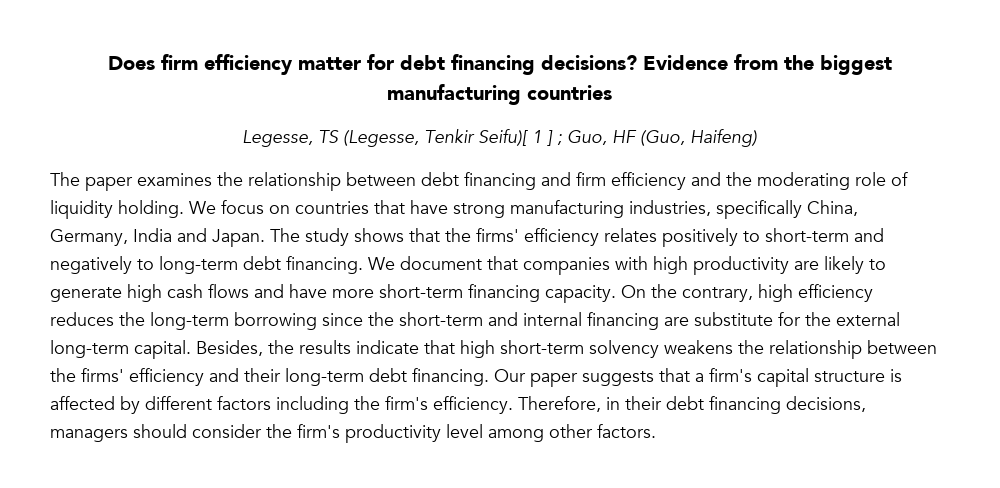 Does firm efficiency matter for debt financing decisions? Evidence from the biggest
manufacturing countries
Legesse, TS (Legesse, Tenkir Seifu)[ 1 ] ; Guo, HF (Guo, Haifeng)
The paper examines the relationship between debt financing and firm efficiency and the moderating role of
liquidity holding. We focus on countries that have strong manufacturing industries, specifically China,
Germany, India and Japan. The study shows that the firms' efficiency relates positively to short-term and
negatively to long-term debt financing. We document that companies with high productivity are likely to
generate high cash flows and have more short-term financing capacity. On the contrary, high efficiency
reduces the long-term borrowing since the short-term and internal financing are substitute for the external
long-term capital. Besides, the results indicate that high short-term solvency weakens the relationship between
the firms' efficiency and their long-term debt financing. Our paper suggests that a firm's capital structure is
affected by different factors including the firm's efficiency. Therefore, in their debt financing decisions,
managers should consider the firm's productivity level among other factors.